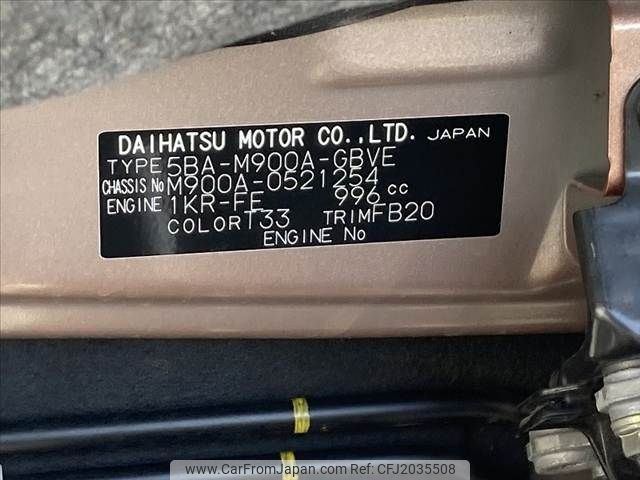 DAIHATSU MOTOR CO.,LTD. JAPAN
TYPE 5BA-M900A-GBVE
CHASSIS No M900A-0521254
ENGINE 1KR-FE 996 cc
COLOR T33 TRIM FB20
ENGINE No
www.CarFromJapan.com - CFJ2035508